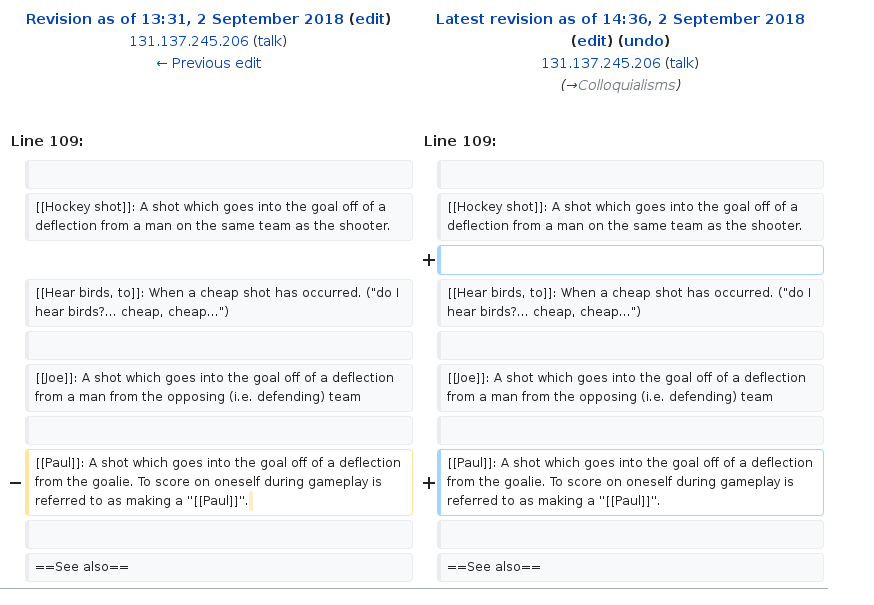 Revision as of 13:31, 2 September 2018 (edit)
131.137.245.206 (talk)
← Previous edit
Latest revision as of 14:36, 2 September 2018
(edit) (undo)
131.137.245.206 (talk)
(→Colloquialisms)
Line 109:
Line 109:
[[Hockey shot]]: A shot which goes into the goal off of a
deflection from a man on the same team as the shooter.
[[Hockey shot]]: A shot which goes into the goal off of a
deflection from a man on the same team as the shooter.
+
[[Hear birds, to]]: When a cheap shot has occurred. ("do I
hear birds?... cheap, cheap...")
[[Hear birds, to]]: When a cheap shot has occurred. ("do I
hear birds?... cheap, cheap...")
[[Joe]]: A shot which goes into the goal off of a deflection
from a man from the opposing (i.e. defending) team
[[Joe]]: A shot which goes into the goal off of a deflection
from a man from the opposing (i.e. defending) team
−
[[Paul]]: A shot which goes into the goal off of a deflection
from the goalie. To score on oneself during gameplay is
referred to as making a "[[Paul]]".
+
[[Paul]]: A shot which goes into the goal off of a deflection
from the goalie. To score on oneself during gameplay is
referred to as making a "[[Paul]]".
==See also==
==See also==